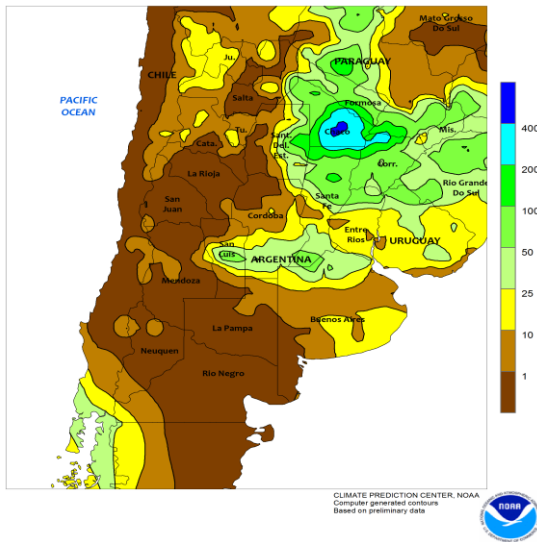 Mato Grosso
Do Sul
PARAGUAY
Ju.
CHILE
PACIFIC
OCEAN
Salta
Formosa
400
Tu.
Sant.
Del.
Est.
Mis.
Cata.
Corr.
200
La Rioja
Rio Grande
Do Sul
San
Juan
Santa
Fe
100
Cordoba
Entre
Rios
URUGUAY
San
Luis
ARGENTINA
50
Mendoza
25
La Pampa
Buenos Aires
10
Neuquen
Rio Negro
1
CLIMATE PREDICTION CENTER, NOAA
Computer generated contours
Based on preliminary data
NOAA